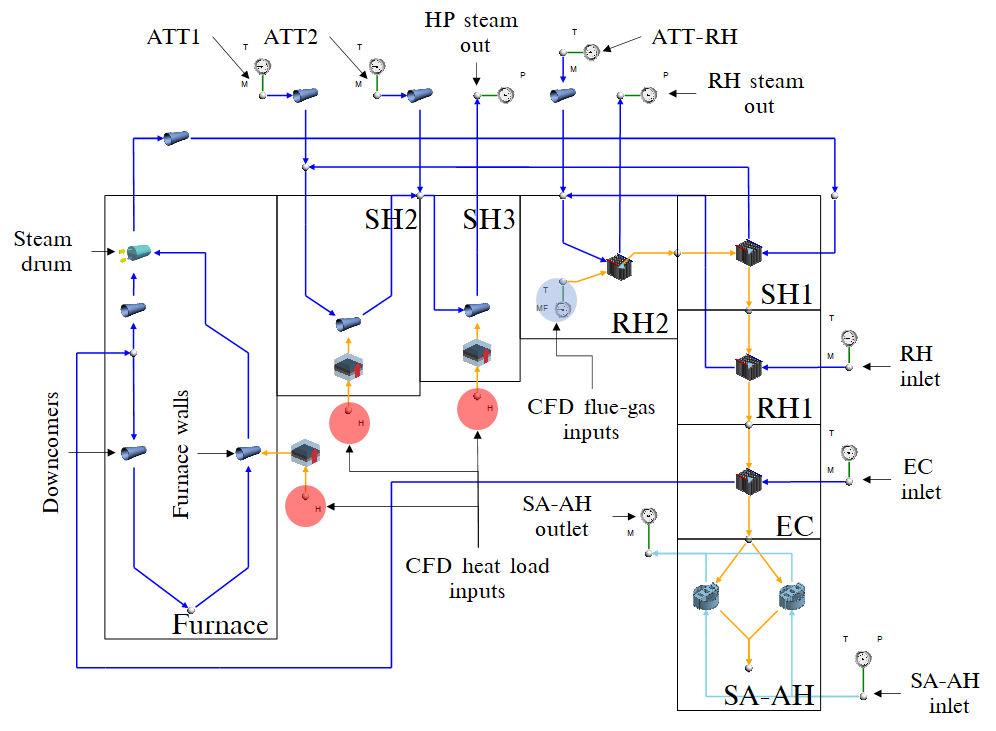 HP steam
out
ATT1
ATT2
ATT-RH
T
T
T
M
M
P
M
P
RH steam
out
SH2
SH3
Steam
drum
SH1
T
MF
RH2
T
M
RH
inlet
RH1
CFD flue-gas
inputs
H
H
Downcomers
Furnace walls
T
M
EC
inlet
H
SA-AH
outlet
M
EC
CFD heat load
inputs
Furnace
T
P
SA-AH
SA-AH
inlet